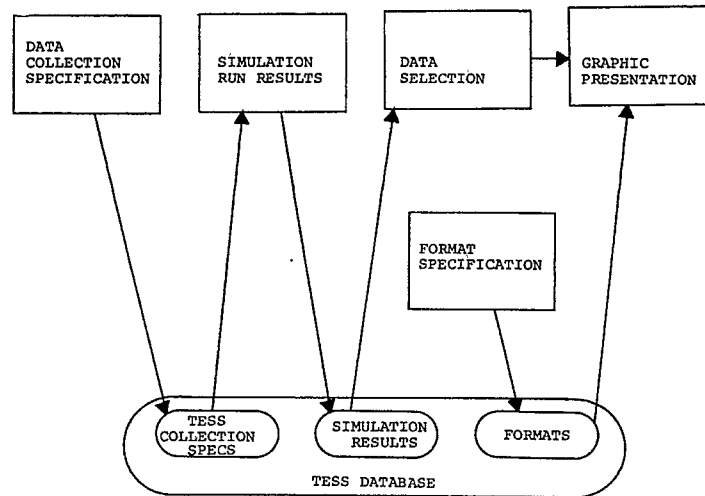 DATA
COLLECTION
SPECIFICATION
SIMULATION
RUN RESULTS
DATA
SELECTION
GRAPHIC
PRESENTATION
FORMAT
SPECIFICATION
TESS
COLLECTION
SPECS
SIMULATION
RESULTS
FORMATS
TESS DATABASE